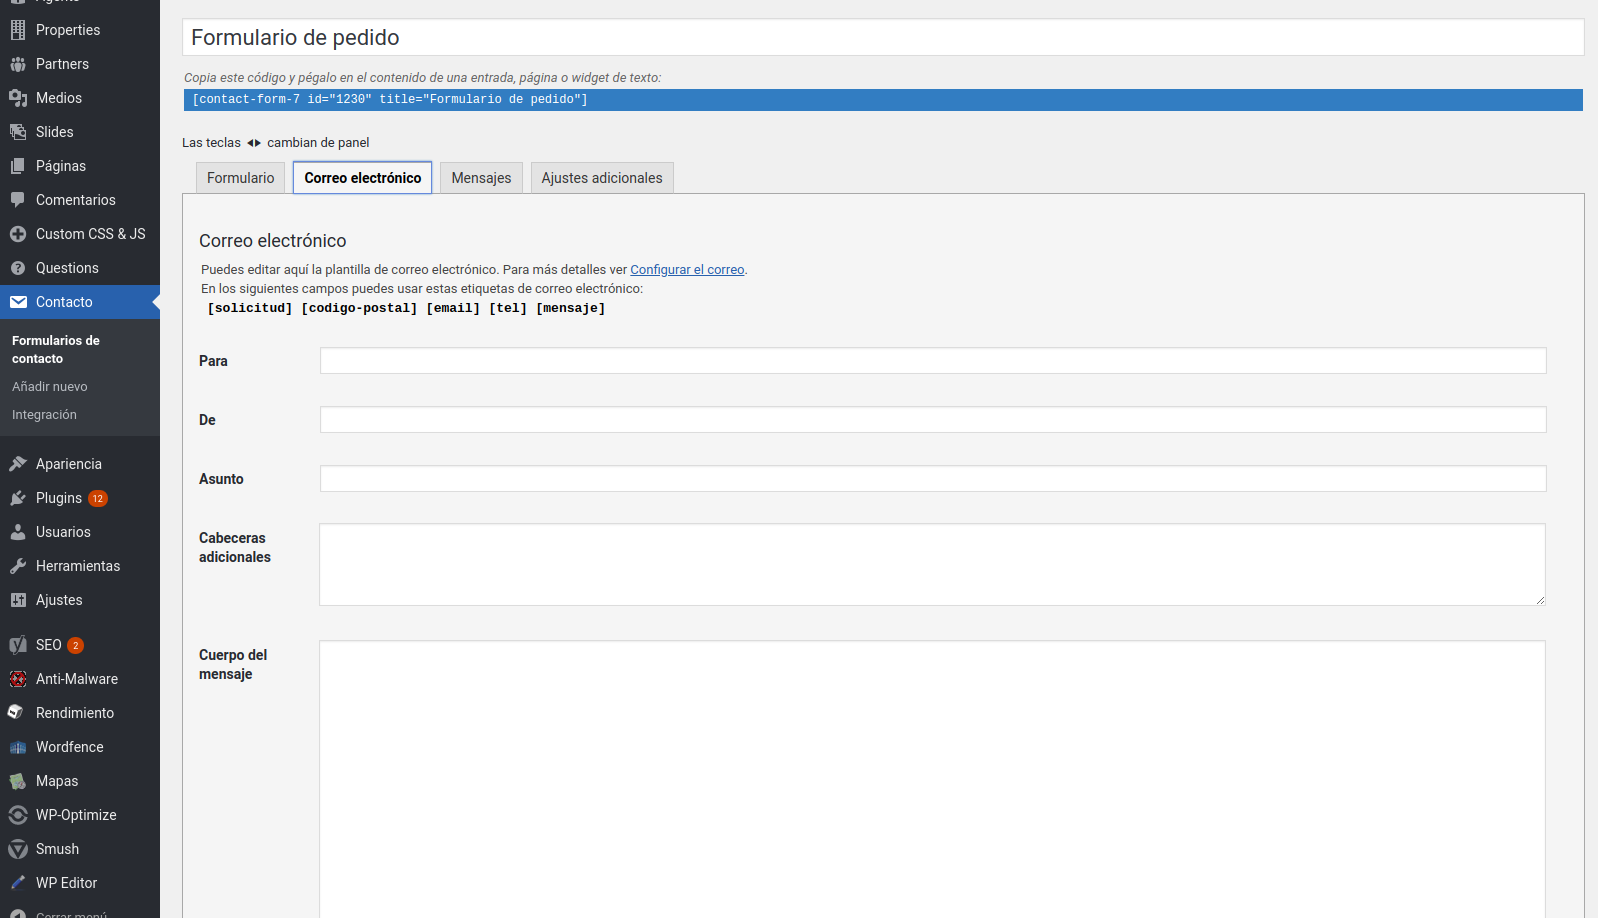 Agents
Properties
Partners
Medios
Slides
Páginas
Comentarios
Custom CSS & JS
Questions
Contacto
Formularios de
contacto
Añadir nuevo
Integración
Apariencia
Plugins 12
Usuarios
Herramientas
Ajustes
SEO 2
Anti-Malware
Rendimiento
Wordfence
Mapas
WP-Optimize
Smush
WP Editor
Cerrar menú
Formulario de pedido
Copia este código y pégalo en el contenido de una entrada, página o widget de texto:
[contact-form-7 id="1230" title="Formulario de pedido"]
Las teclas ◂▸ cambian de panel
Formulario
Correo electrónico
Mensajes
Ajustes adicionales
Correo electrónico
Puedes editar aquí la plantilla de correo electrónico. Para más detalles ver Configurar el correo.
En los siguientes campos puedes usar estas etiquetas de correo electrónico:
[solicitud] [codigo-postal] [email] [tel] [mensaje]
Para
De
Asunto
Cabeceras
adicionales
Cuerpo del
mensaje